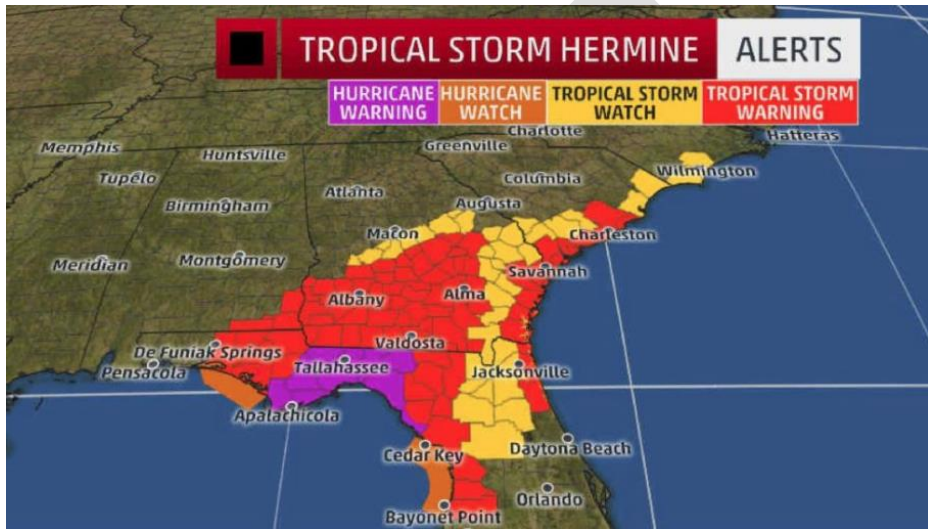 TROPICAL STORM HERMINE
ALERTS
HURRICANE
WARNING
HURRICANE
WATCH
TROPICAL STORM
WATCH
TROPICAL STORM
WARNING
Charlotte
Hatteras
Greenville
Memphis
Huntsville
Wilmington
Tupelo
Columbia
Atlanta
Augusta
Birmingham
Macon
Charleston
Meridian
Montgomery
Savannah
Albany
Alma
Valdosta
De Funiak Springs
Pensacola
Tallahassee
Jacksonville
Apalachicola
Cedar Key
Daytona Beach
Orlando
Bayonet Point